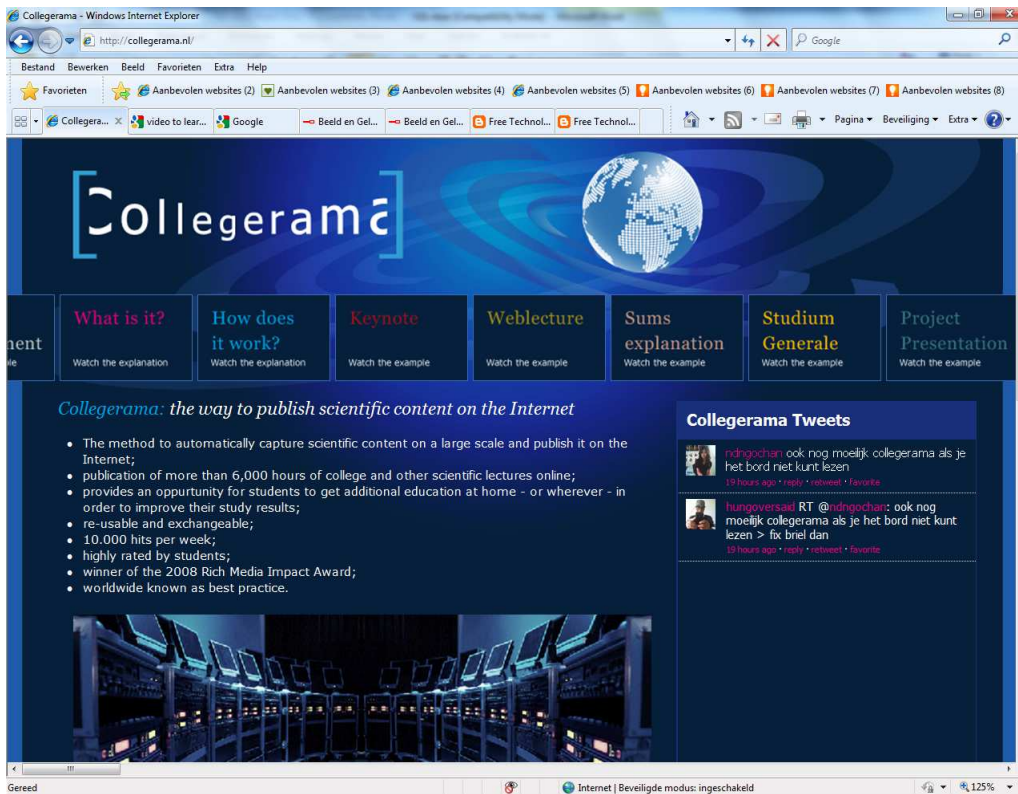 Collegerama - Windows Internet Explorer
http://collegerama.nl/
Google
Bestand Bewerken Beeld Favorieten Extra Help
Favorieten Aanbevolen websites (2) Aanbevolen websites (3) Aanbevolen websites (4) Aanbevolen websites (5) Aanbevolen websites (6) Aanbevolen websites (7) Aanbevolen websites (8)
Collegera... video to lear... Google Beeld en Gel... Beeld en Gel... Free Technol... Free Technol... Pagina Beveiliging Extra
Collegerama
What is it? How does Keynote Weblecture Sums Studium Project
nent it work? explanation Generale Presentation
le Watch the explanation Watch the explanation Watch the example Watch the example Watch the example Watch the example Watch the example
Collegerama: the way to publish scientific content on the Internet
• The method to automatically capture scientific content on a large scale and publish it on the
Internet;
• publication of more than 6,000 hours of college and other scientific lectures online;
• provides an oppurtunity for students to get additional education at home - or wherever - in
order to improve their study results;
• re-usable and exchangeable;
• 10.000 hits per week;
• highly rated by students;
• winner of the 2008 Rich Media Impact Award;
• worldwide known as best practice.
Collegerama Tweets
ndngochan ook nog moeilijk collegerama als je
het bord niet kunt lezen
19 hours ago • reply • retweet • favorite
hungoversaid RT @ndngochan: ook nog
moeilijk collegerama als je het bord niet kunt
lezen > fix briel dan
19 hours ago • reply • retweet • favorite
Gereed Internet | Beveiligde modus: ingeschakeld 125%